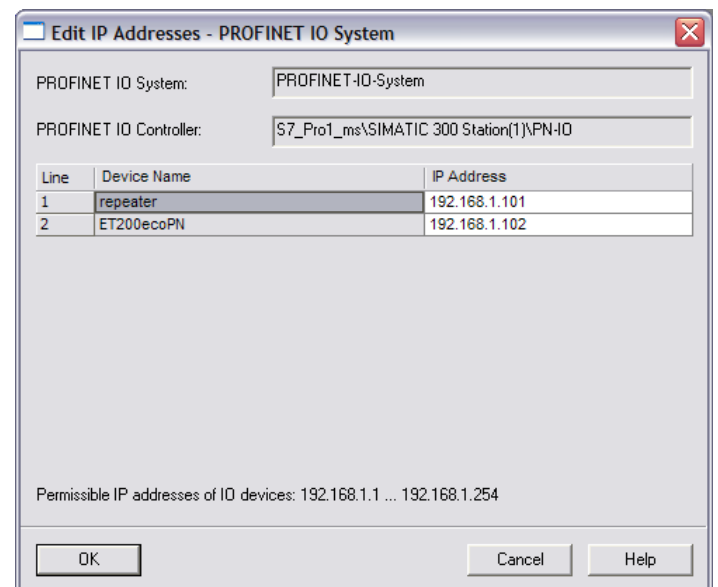 Edit IP Addresses - PROFINET IO System
PROFINET IO System: PROFINET-IO-System
PROFINET IO Controller: S7_Pro1_ms\SIMATIC 300 Station(1)\PN-IO
Line Device Name IP Address
1 repeater 192.168.1.101
2 ET200ecoPN 192.168.1.102
Permissible IP addresses of IO devices: 192.168.1.1 ... 192.168.1.254
OK Cancel Help